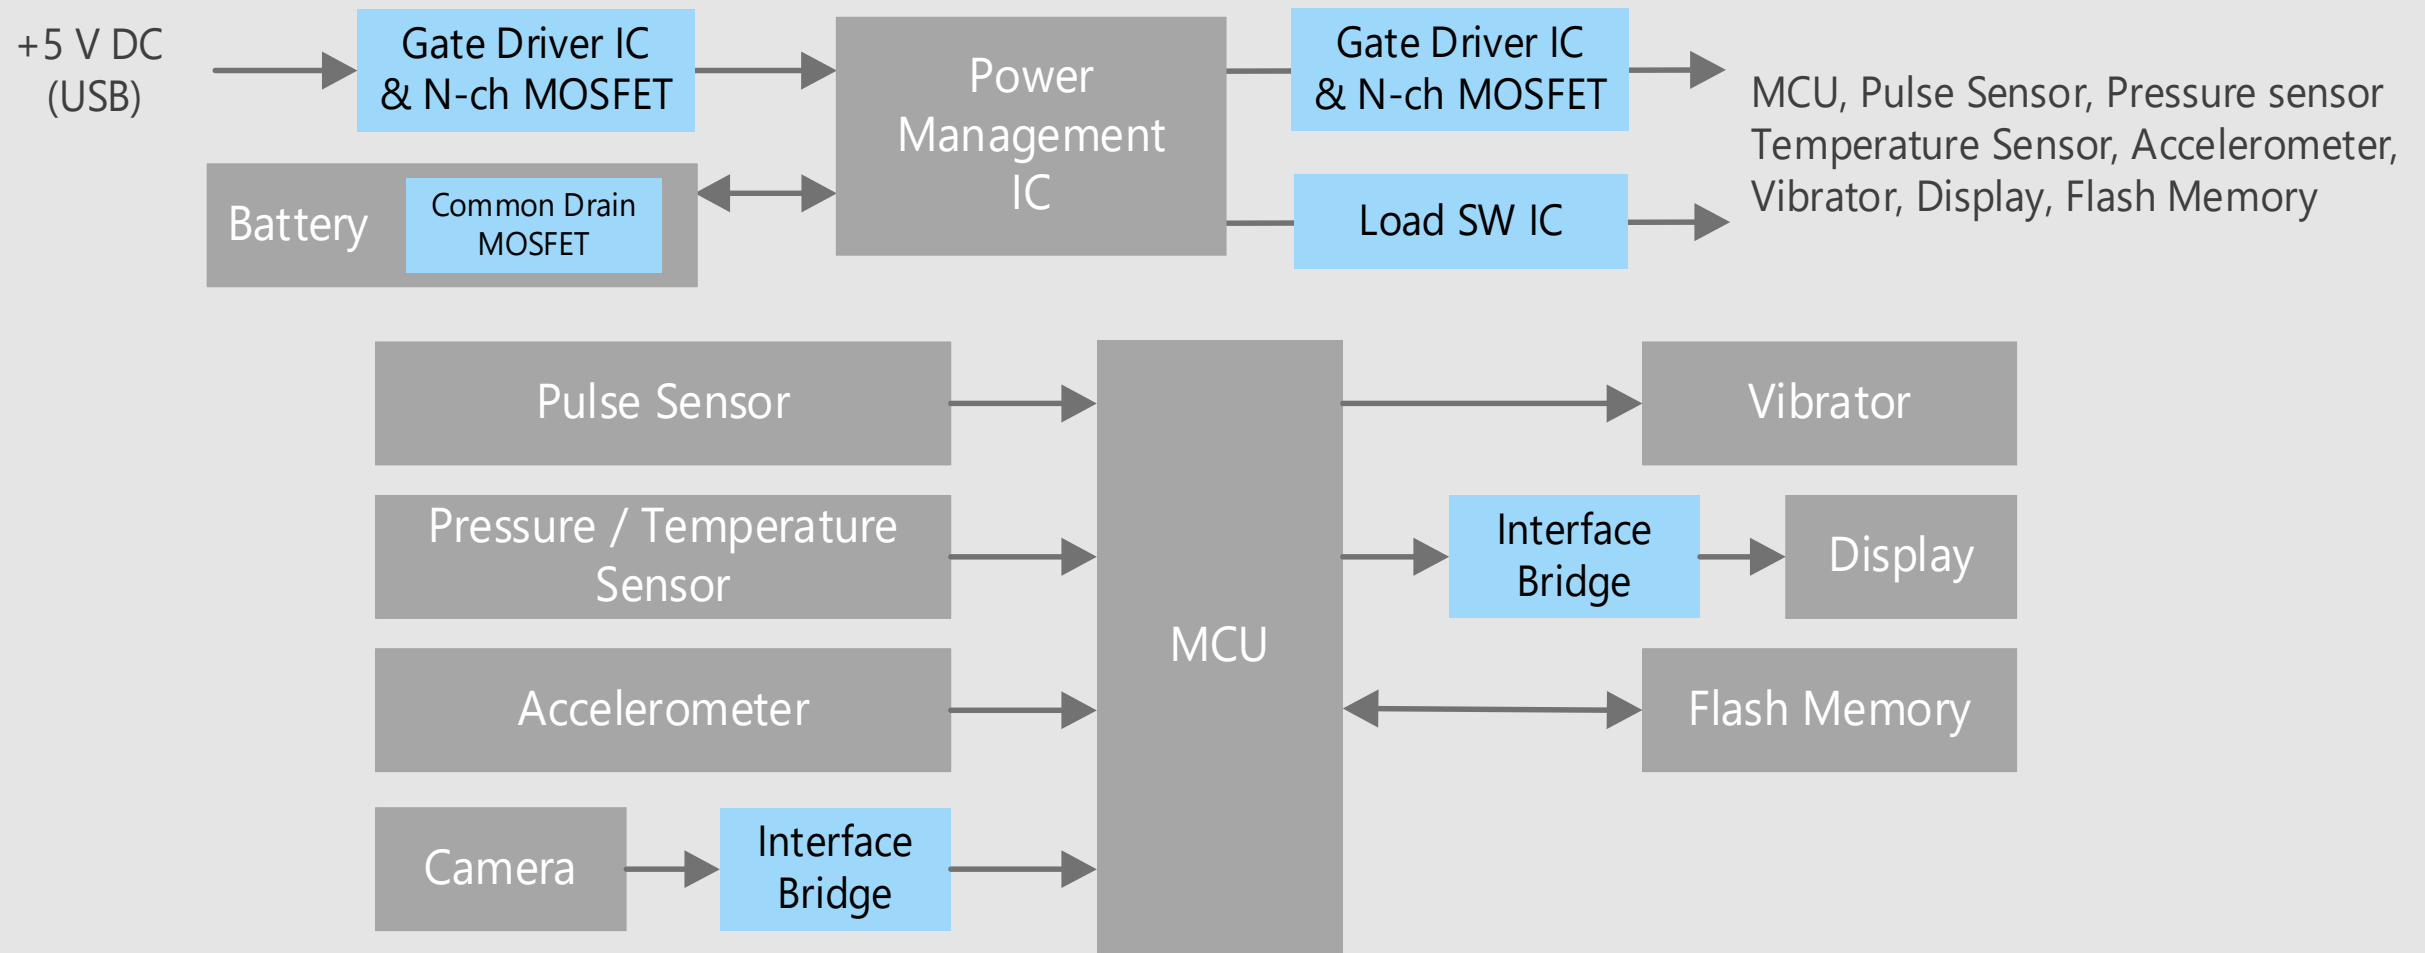 +5 V DC
(USB)
Gate Driver IC
& N-ch MOSFET
Power
Management
IC
Gate Driver IC
& N-ch MOSFET
MCU, Pulse Sensor, Pressure sensor
Temperature Sensor, Accelerometer,
Vibrator, Display, Flash Memory
Battery
Common Drain
MOSFET
Load SW IC
Pulse Sensor
Pressure / Temperature
Sensor
Accelerometer
Camera
Interface
Bridge
MCU
Vibrator
Interface
Bridge
Display
Flash Memory